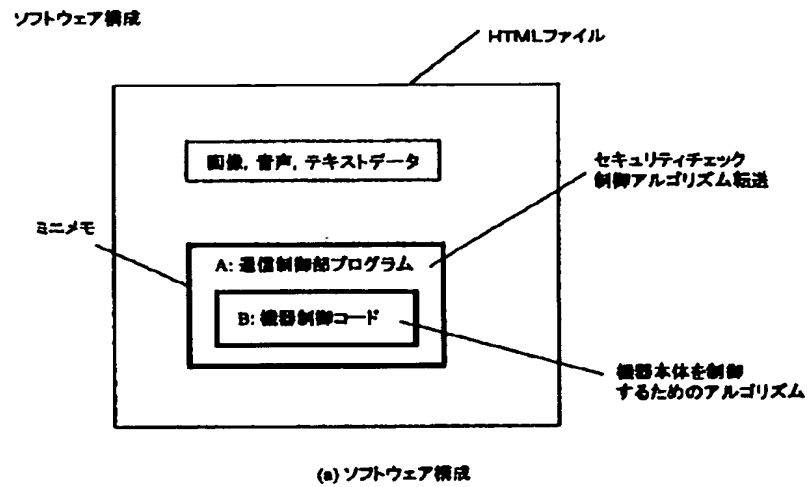 ソフトウェア構成
HTMLファイル
画像, 音声, テキストデータ
セキュリティチェック
制御アルゴリズム転送
ミニメモ
A: 通信制御部プログラム
B: 機器制御コード
機器本体を制御
するためのアルゴリズム
(a) ソフトウェア構成